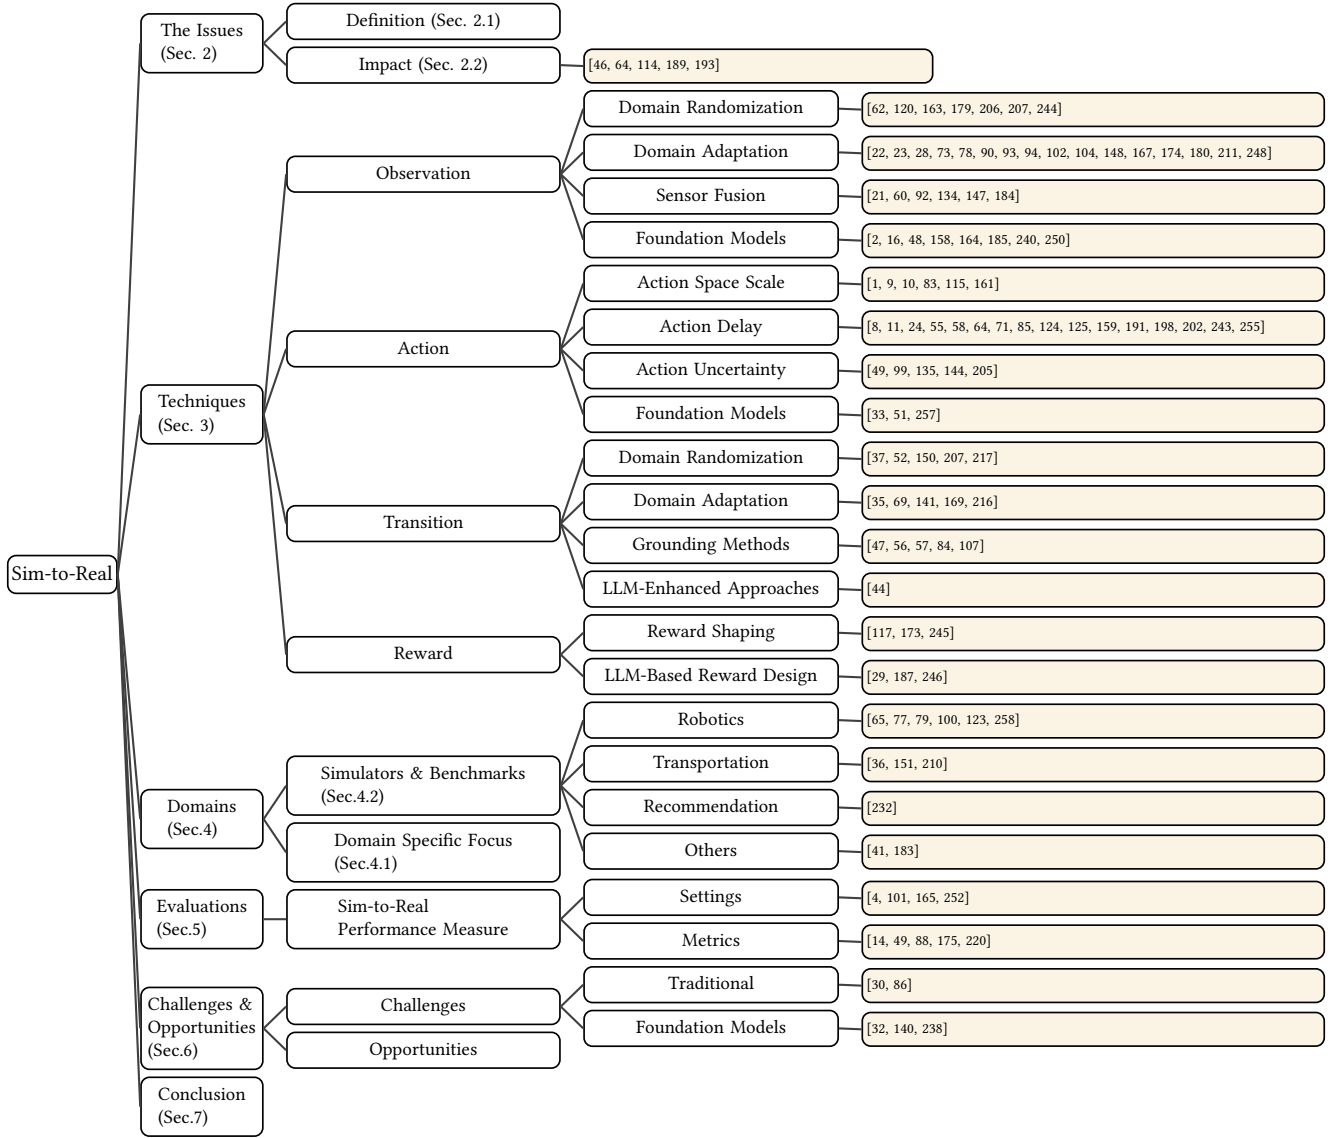 The Issues
(Sec. 2)
Definition (Sec. 2.1)
Impact (Sec. 2.2)
[46, 64, 114, 189, 193]
Domain Randomization
[62, 120, 163, 179, 206, 207, 244]
Domain Adaptation
[22, 23, 28, 73, 78, 90, 93, 94, 102, 104, 148, 167, 174, 180, 211, 248]
Observation
Sensor Fusion
[21, 60, 92, 134, 147, 184]
Foundation Models
[2, 16, 48, 158, 164, 185, 240, 250]
Action Space Scale
[1, 9, 10, 83, 115, 161]
Action Delay
[8, 11, 24, 55, 58, 64, 71, 85, 124, 125, 159, 191, 198, 202, 243, 255]
Action
Action Uncertainty
[49, 99, 135, 144, 205]
Techniques
(Sec. 3)
Foundation Models
[33, 51, 257]
Domain Randomization
[37, 52, 150, 207, 217]
Domain Adaptation
[35, 69, 141, 169, 216]
Transition
Grounding Methods
[47, 56, 57, 84, 107]
Sim-to-Real
LLM-Enhanced Approaches
[44]
Reward Shaping
[117, 173, 245]
Reward
LLM-Based Reward Design
[29, 187, 246]
Robotics
[65, 77, 79, 100, 123, 258]
Transportation
[36, 151, 210]
Simulators & Benchmarks
(Sec.4.2)
Domains
(Sec.4)
Recommendation
[232]
Domain Specific Focus
(Sec.4.1)
Others
[41, 183]
Evaluations
(Sec.5)
Sim-to-Real
Performance Measure
Settings
[4, 101, 165, 252]
Metrics
[14, 49, 88, 175, 220]
Traditional
[30, 86]
Challenges &
Opportunities
(Sec.6)
Challenges
Foundation Models
[32, 140, 238]
Opportunities
Conclusion
(Sec.7)